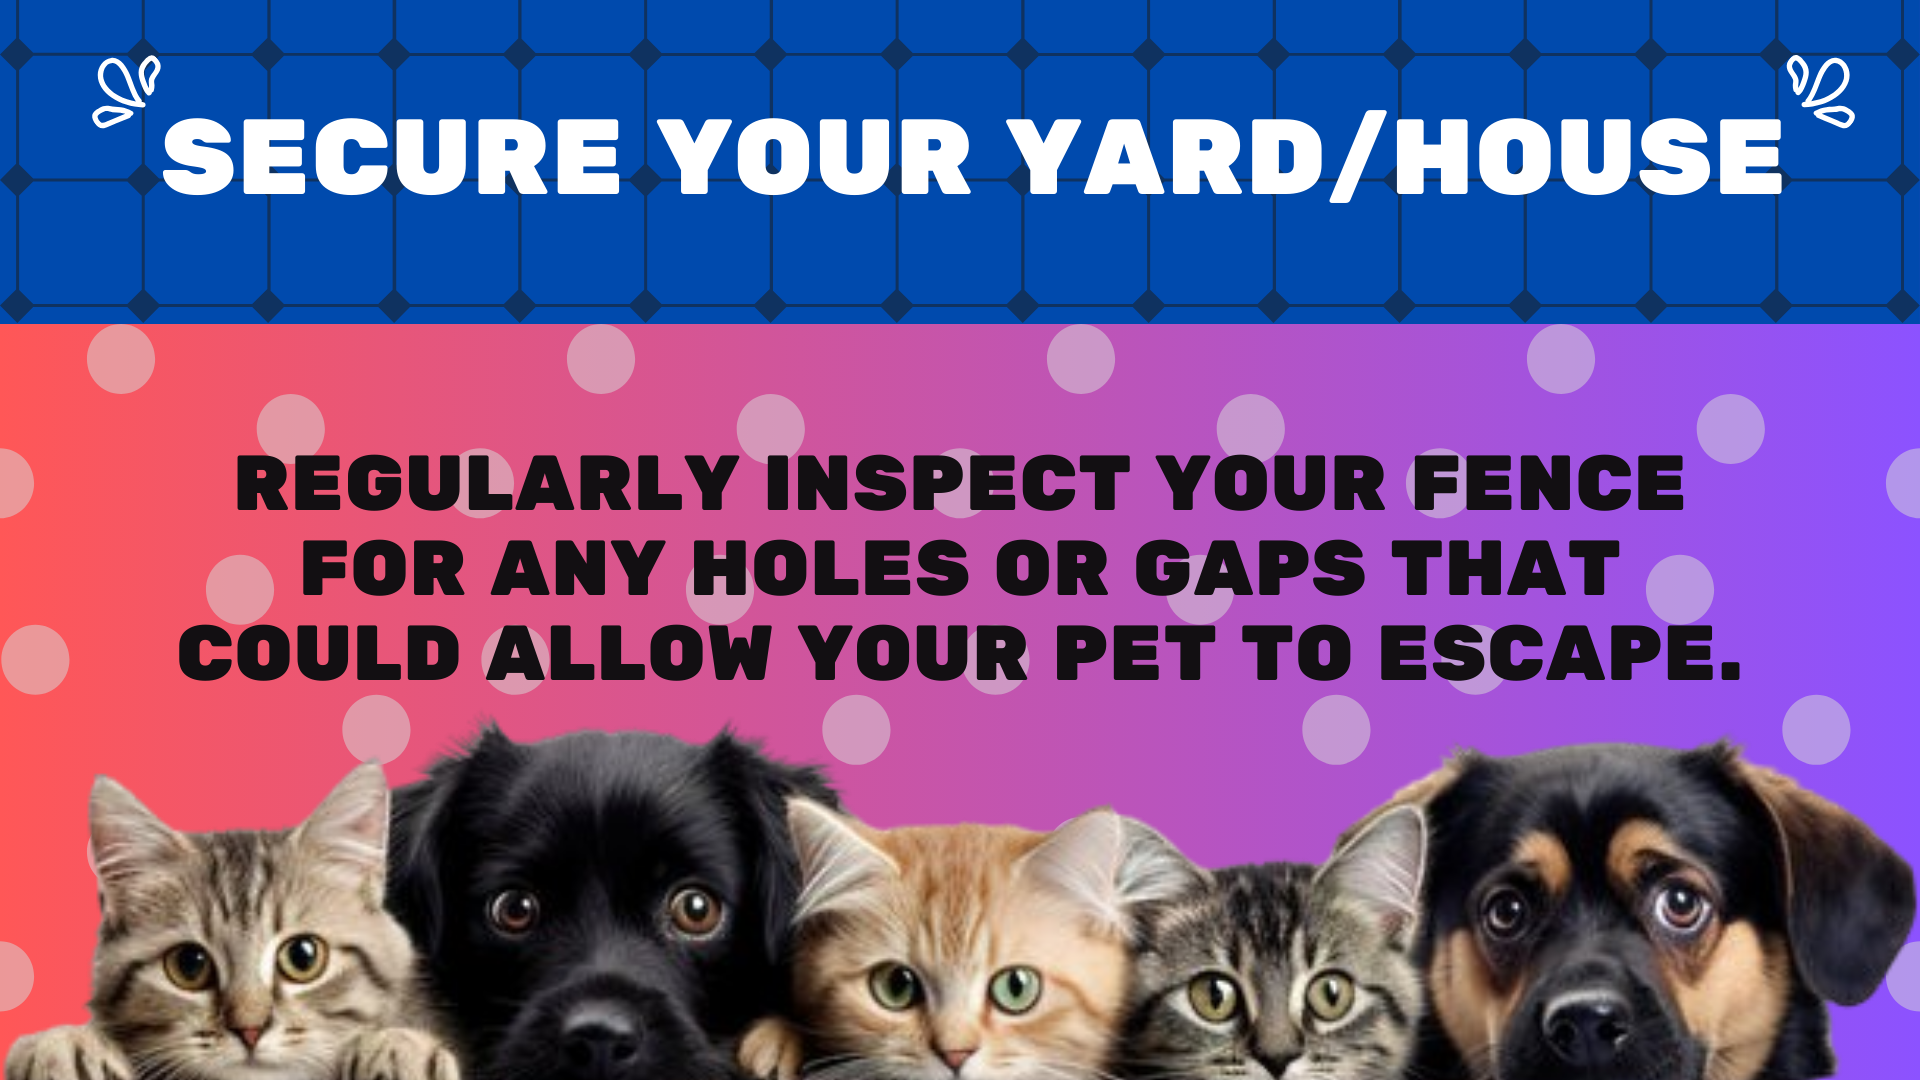 SECURE YOUR YARD/HOUSE
REGULARLY INSPECT YOUR FENCE
FOR ANY HOLES OR GAPS THAT
COULD ALLOW YOUR PET TO ESCAPE.